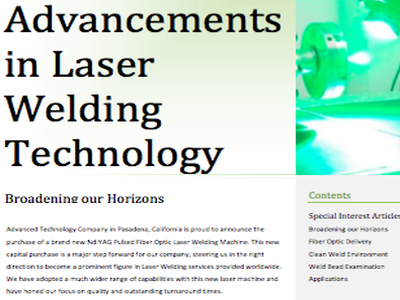 Advancements
in Laser
Welding
Technology
Broadening our Horizons
Advanced Technology Company in Pasadena, California is proud to announce the
purchase of a brand new Nd:YAG Pulsed Fiber Optic Laser Welding Machine. This new
capital purchase is a major step forward for our company, steering us in the right
direction to become a prominent figure in Laser Welding services provided worldwide.
We have adopted a much wider range of capabilities with this new laser machine and
have honed our focus on quality and outstanding turnaround times.
Contents
Special Interest Articles
Broadening our Horizons
Fiber Optic Delivery
Clean Weld Environment
Weld Bead Examination
Applications